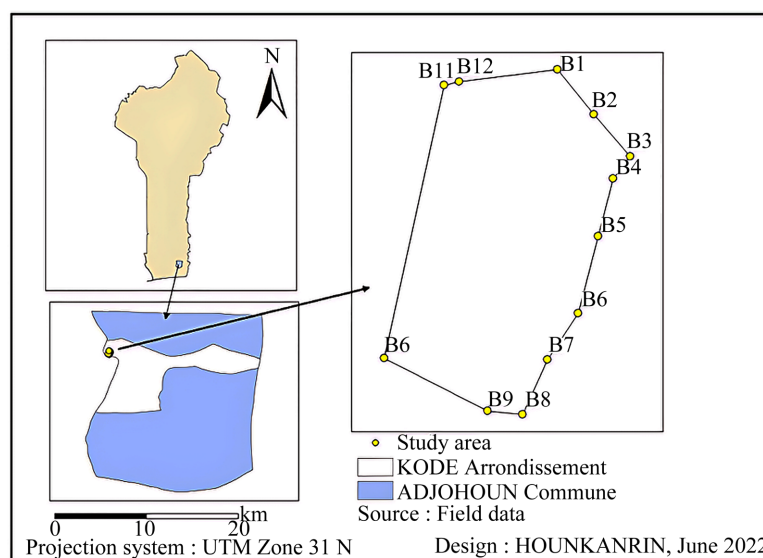 N
B11
B12
B1
B2
B3
B4
B5
B6
B6
B7
B9
B8
Study area
KODE Arrondissement
ADJOHOUN Commune
km
0 10 20
Source : Field data
Projection system : UTM Zone 31 N
Design : HOUNKANRIN, June 2022